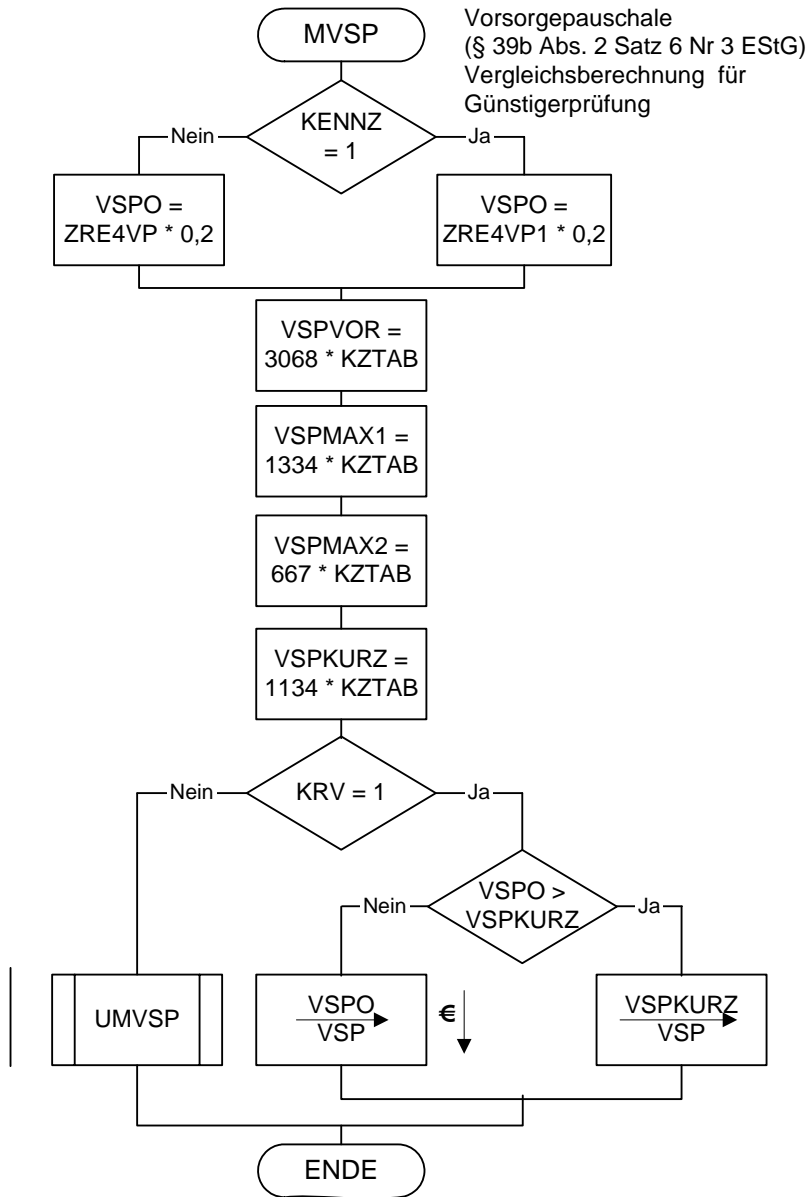 MVSP
Vorsorgepauschale
(§ 39b Abs. 2 Satz 6 Nr 3 EStG)
Vergleichsberechnung für
Günstigerprüfung
KENNZ
= 1
Nein
Ja
VSPO =
ZRE4VP * 0,2
VSPO =
ZRE4VP1 * 0,2
VSPVOR =
3068 * KZTAB
VSPMAX1 =
1334 * KZTAB
VSPMAX2 =
667 * KZTAB
VSPKURZ =
1134 * KZTAB
Nein
KRV = 1
Ja
VSPO >
VSPKURZ
Nein
Ja
UMVSP
VSPO
VSP
€
VSPKURZ
VSP
ENDE